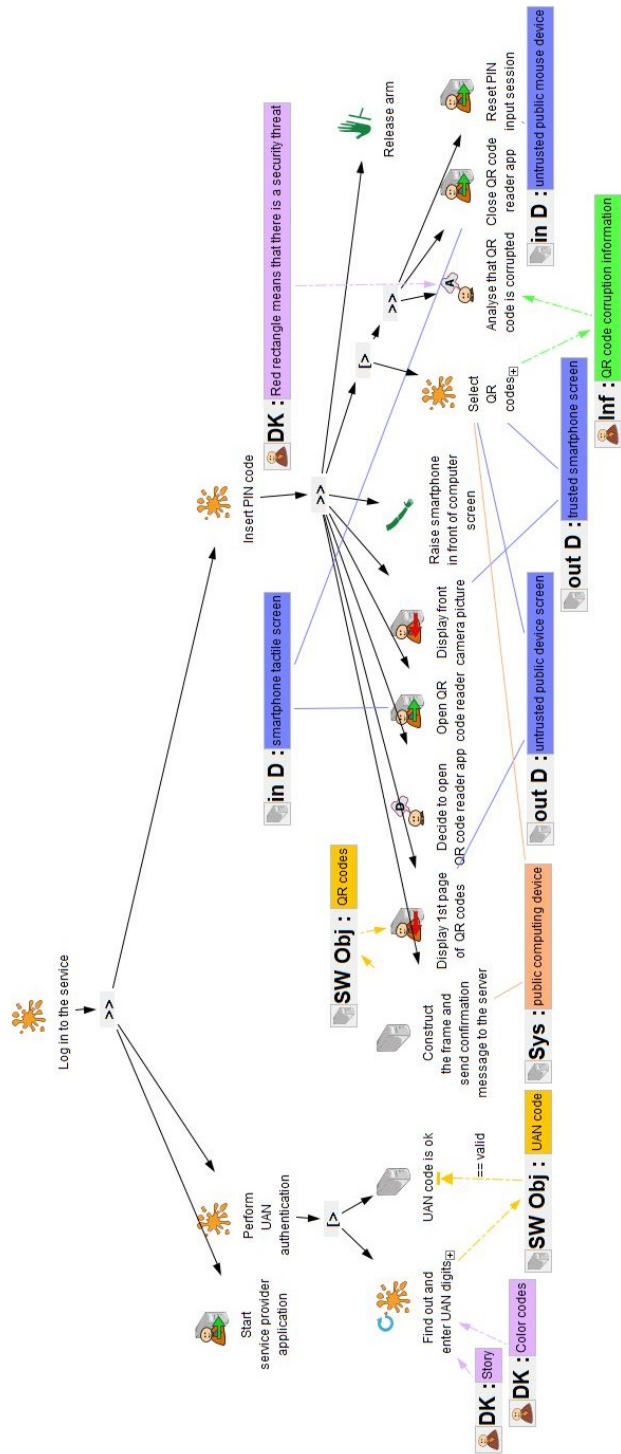 Log in to the service
>>
Start
service provider
application
Perform
UAN
authentication
[>
Find out and
enter UAN digits
UAN code is ok
== valid
DK : Story
DK : Color codes
SW Obj : UAN code
Insert PIN code
>>
DK : Red rectangle means that there is a security threat
in D : smartphone tactile screen
SW Obj : QR codes
Construct
the frame and
send confirmation
message to the server
Display 1st page
of QR codes
Decide to open
QR code reader app
Open QR
code reader
Display front
camera picture
Raise smartphone
in front of computer
screen
[>
Select
QR
codes
>>
Analyse that QR
code is corrupted
A
D
Close QR code
reader app
Reset PIN
input session
Release arm
Sys : public computing device
out D : untrusted public device screen
out D : trusted smartphone screen
Inf : QR code corruption information
in D : untrusted public mouse device